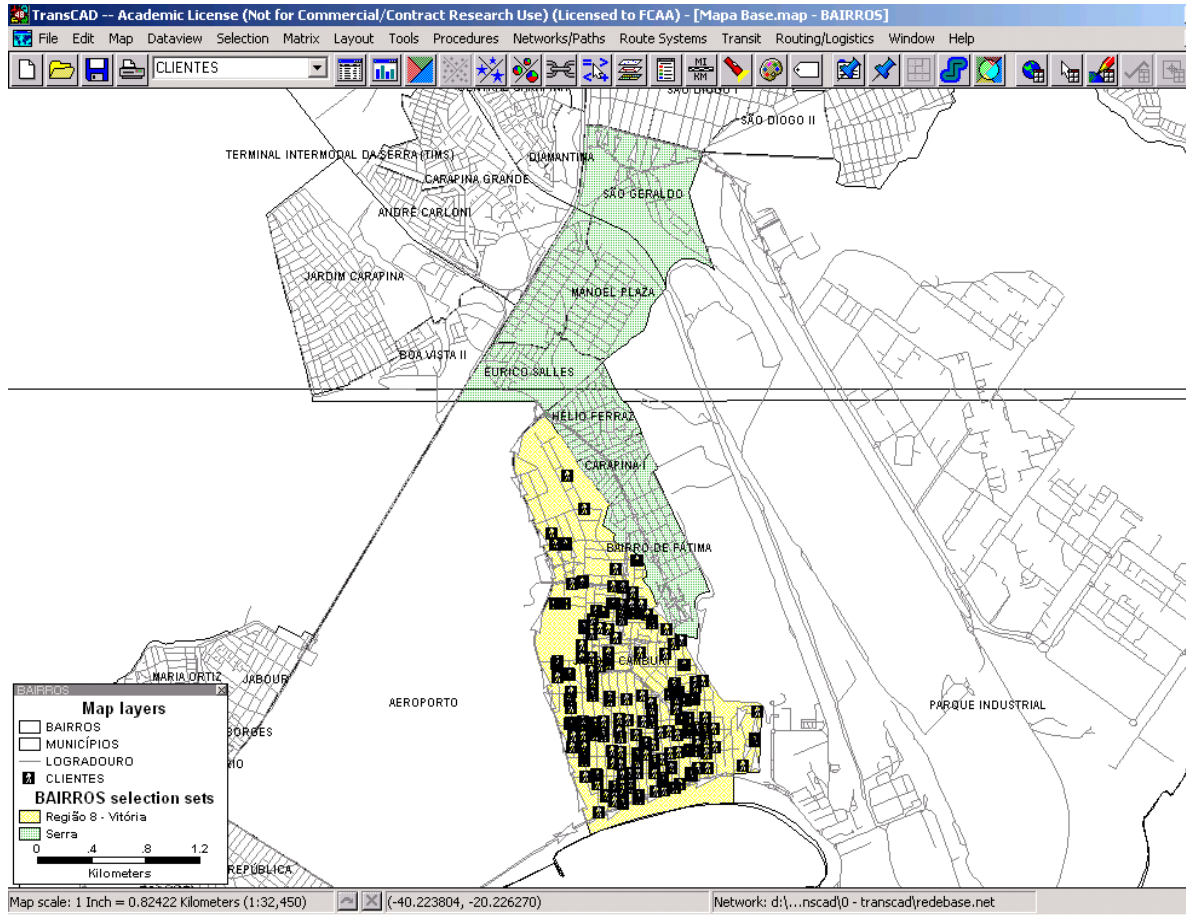 TransCAD -- Academic License (Not for Commercial/Contract Research Use) (Licensed to FCAA) - [Mapa Base.map - BAIRROS]
File Edit Map Dataview Selection Matrix Layout Tools Procedures Networks/Paths Route Systems Transit Routing/Logistics Window Help
CLIENTES
MI
KM
SÃO DIOGO I
SÃO DIOGO II
TERMINAL INTERMODAL DA SERRA (TIMS)
DIAMANTINA
CARAPINA GRANDE
SÃO GERALDO
ANDRÉ CARLONI
JARDIM CARAPINA
MANOEL PLAZA
BOA VISTA II
EURICO SALLES
HÉLIO FERRAZ
CARAPINA I
BAIRRO DE FÁTIMA
CAMBURI
MARIA ORTIZ
JABOUR
AEROPORTO
PARQUE INDUSTRIAL
BORGES
REPÚBLICA
BAIRROS
Map layers
BAIRROS
MUNICÍPIOS
LOGRADOURO
CLIENTES
BAIRROS selection sets
Região 8 - Vitória
Serra
0 .4 .8 1.2
Kilometers
Map scale: 1 Inch = 0.82422 Kilometers (1:32,450) (-40.223804, -20.226270) Network: d:\...nscad\0 - transcad\redebase.net